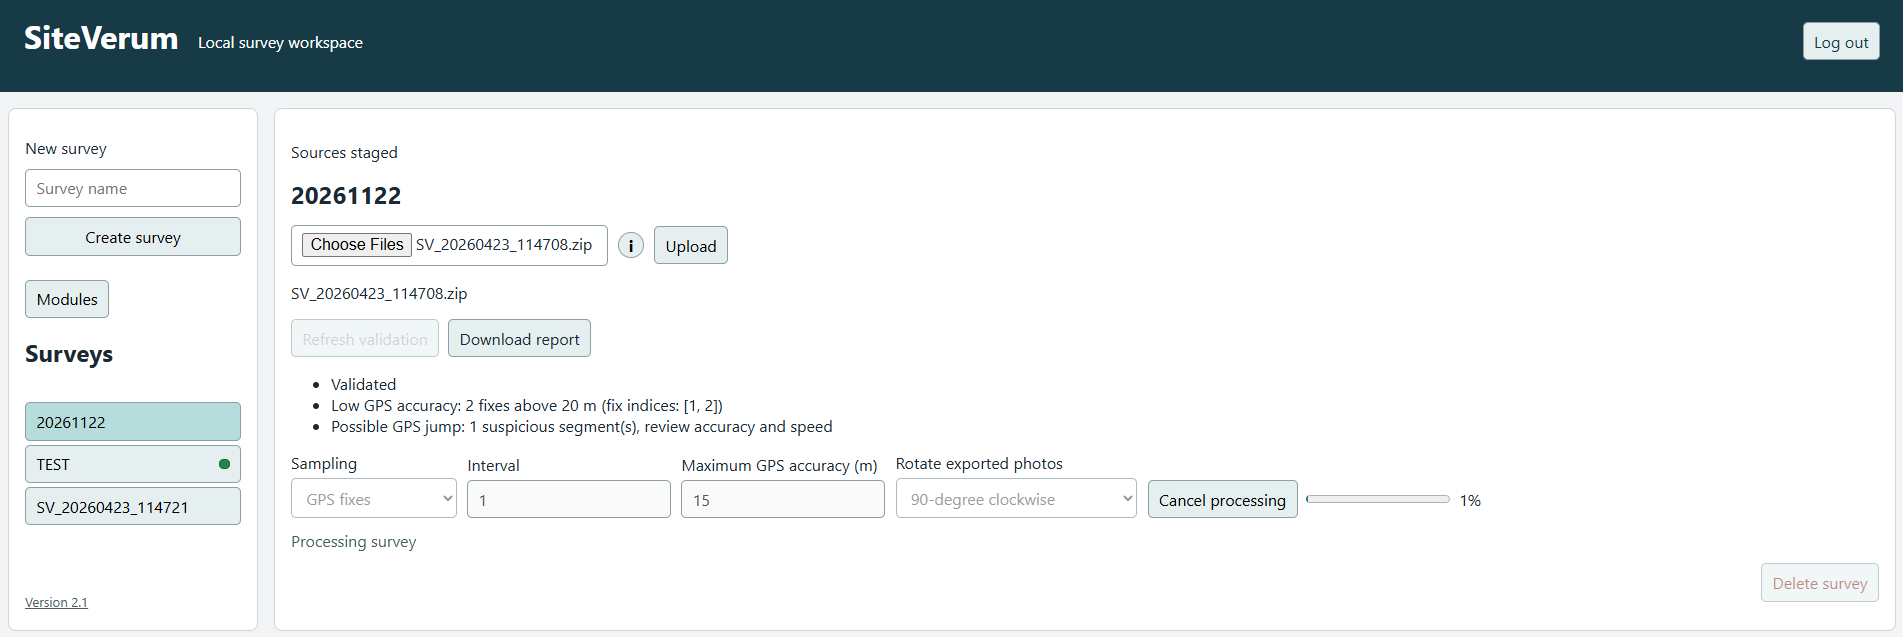 SiteVerum
Local survey workspace
Log out
New survey
Survey name
Create survey
Modules
Surveys
20261122
TEST
SV_20260423_114721
Version 2.1
Sources staged
20261122
Choose Files SV_20260423_114708.zip
i
Upload
SV_20260423_114708.zip
Refresh validation
Download report
• Validated
• Low GPS accuracy: 2 fixes above 20 m (fix indices: [1, 2])
• Possible GPS jump: 1 suspicious segment(s), review accuracy and speed
Sampling
GPS fixes
Interval
1
Maximum GPS accuracy (m)
15
Rotate exported photos
90-degree clockwise
Cancel processing
1%
Processing survey
Delete survey